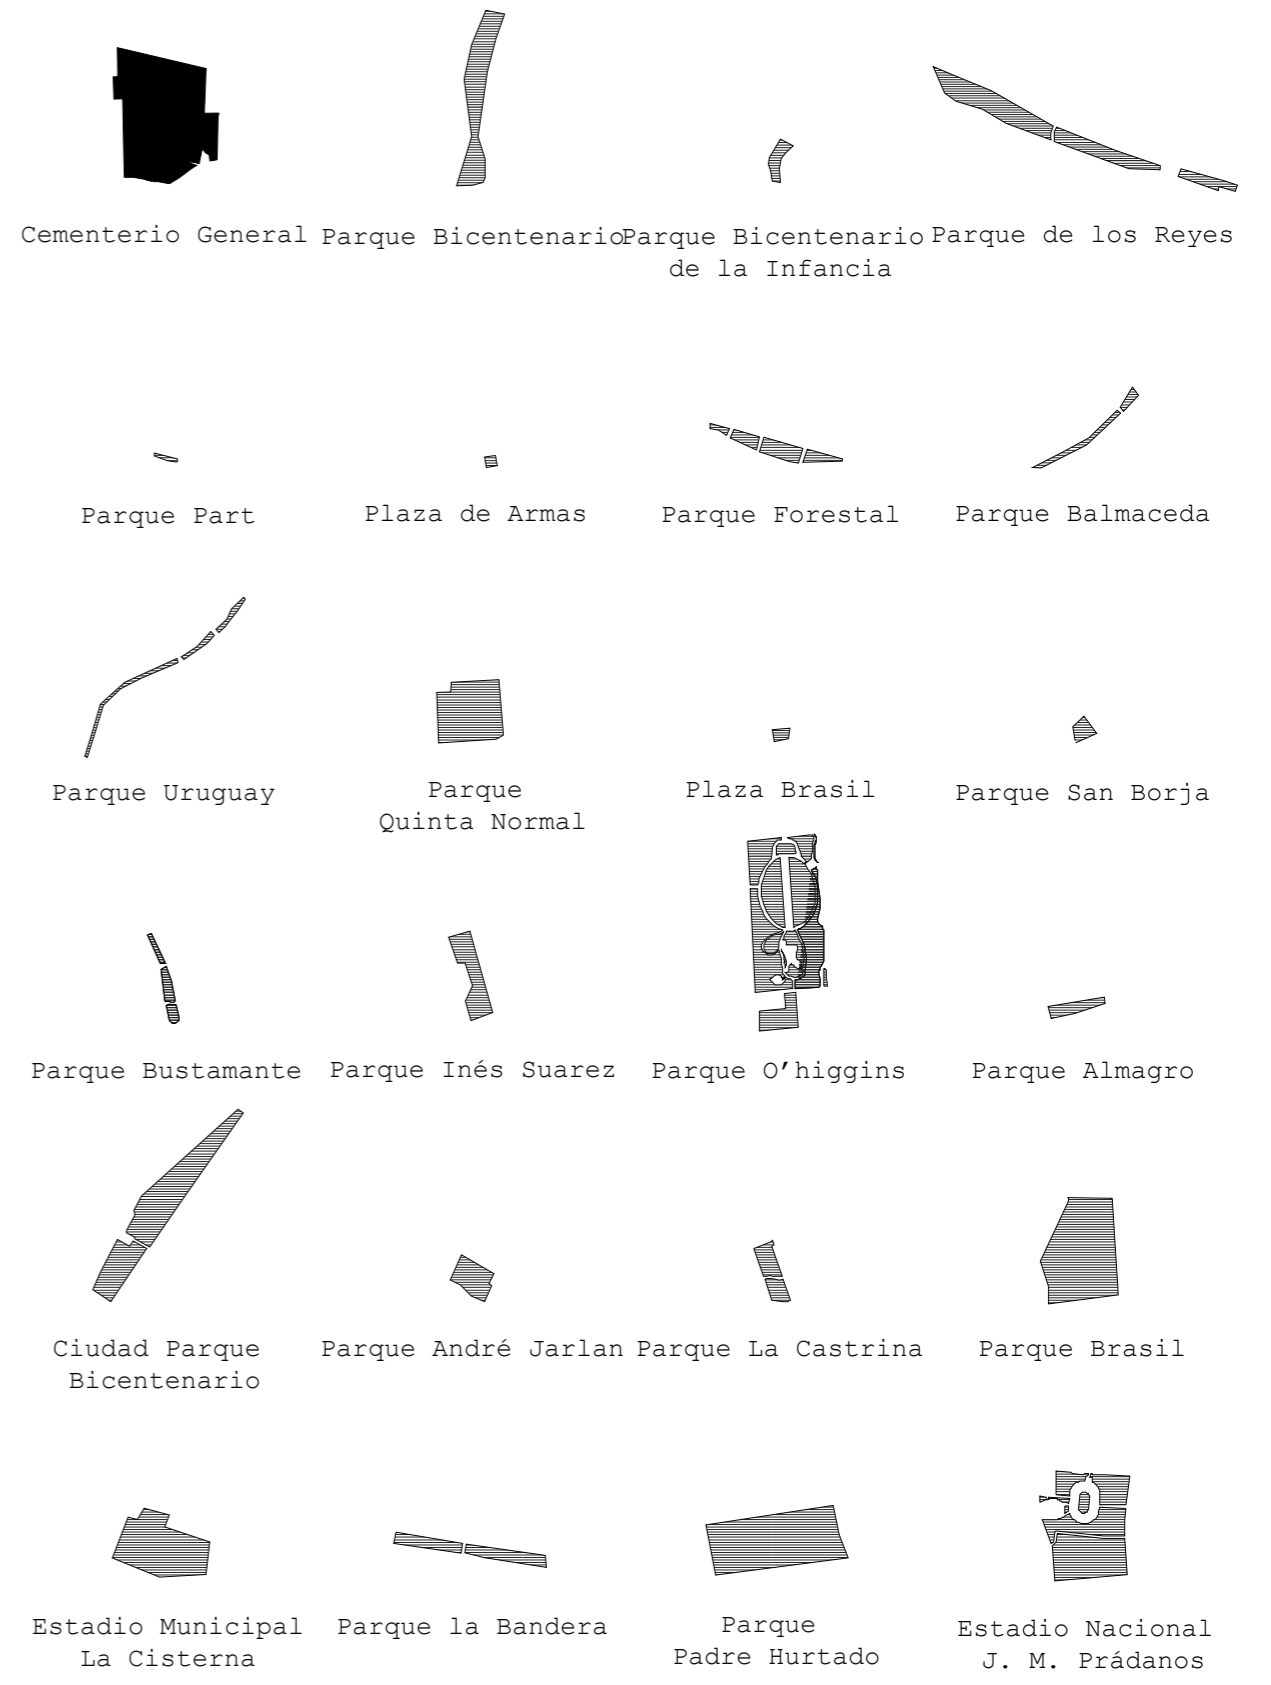 Cementerio General
Parque Bicentenario
Parque Bicentenario
de la Infancia
Parque de los Reyes
Parque Part
Plaza de Armas
Parque Forestal
Parque Balmaceda
Parque Uruguay
Parque
Quinta Normal
Plaza Brasil
Parque San Borja
Parque Bustamante
Parque Inés Suarez
Parque O’higgins
Parque Almagro
Ciudad Parque
Bicentenario
Parque André Jarlan
Parque La Castrina
Parque Brasil
Estadio Municipal
La Cisterna
Parque la Bandera
Parque
Padre Hurtado
Estadio Nacional
J. M. Prádanos